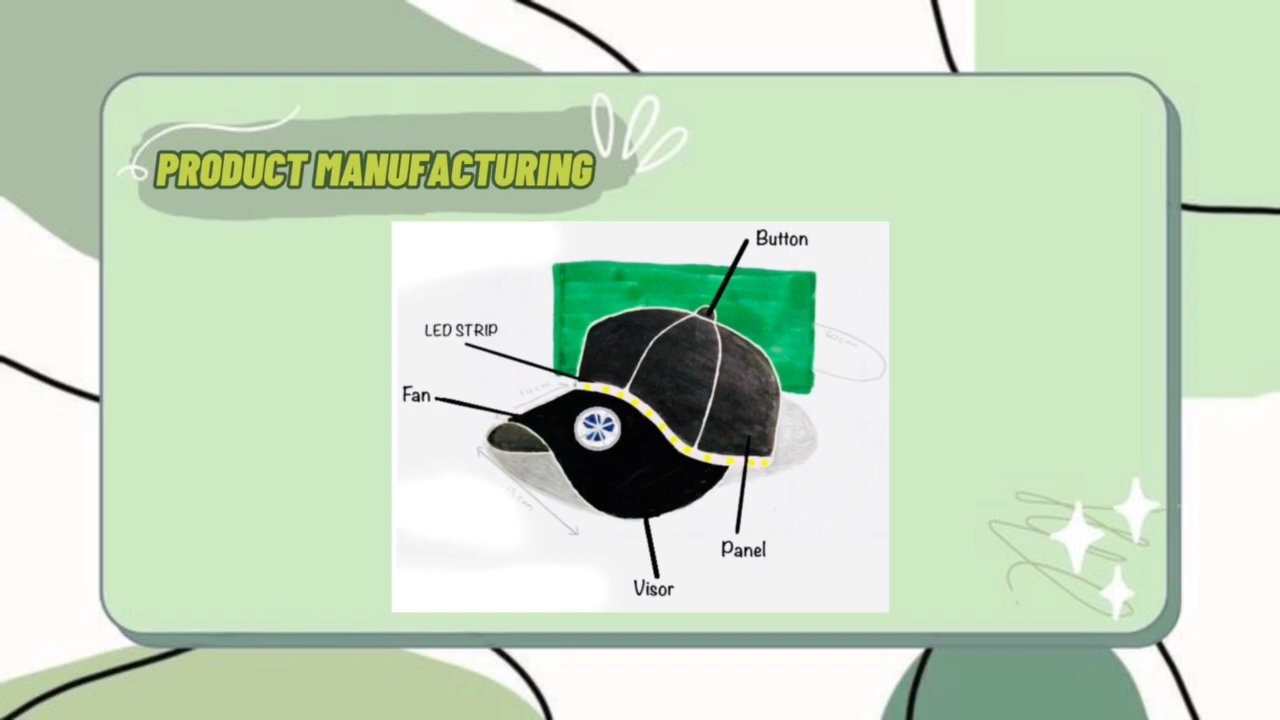 PRODUCT MANUFACTURING
Button
LED STRIP
Fan
Panel
Visor